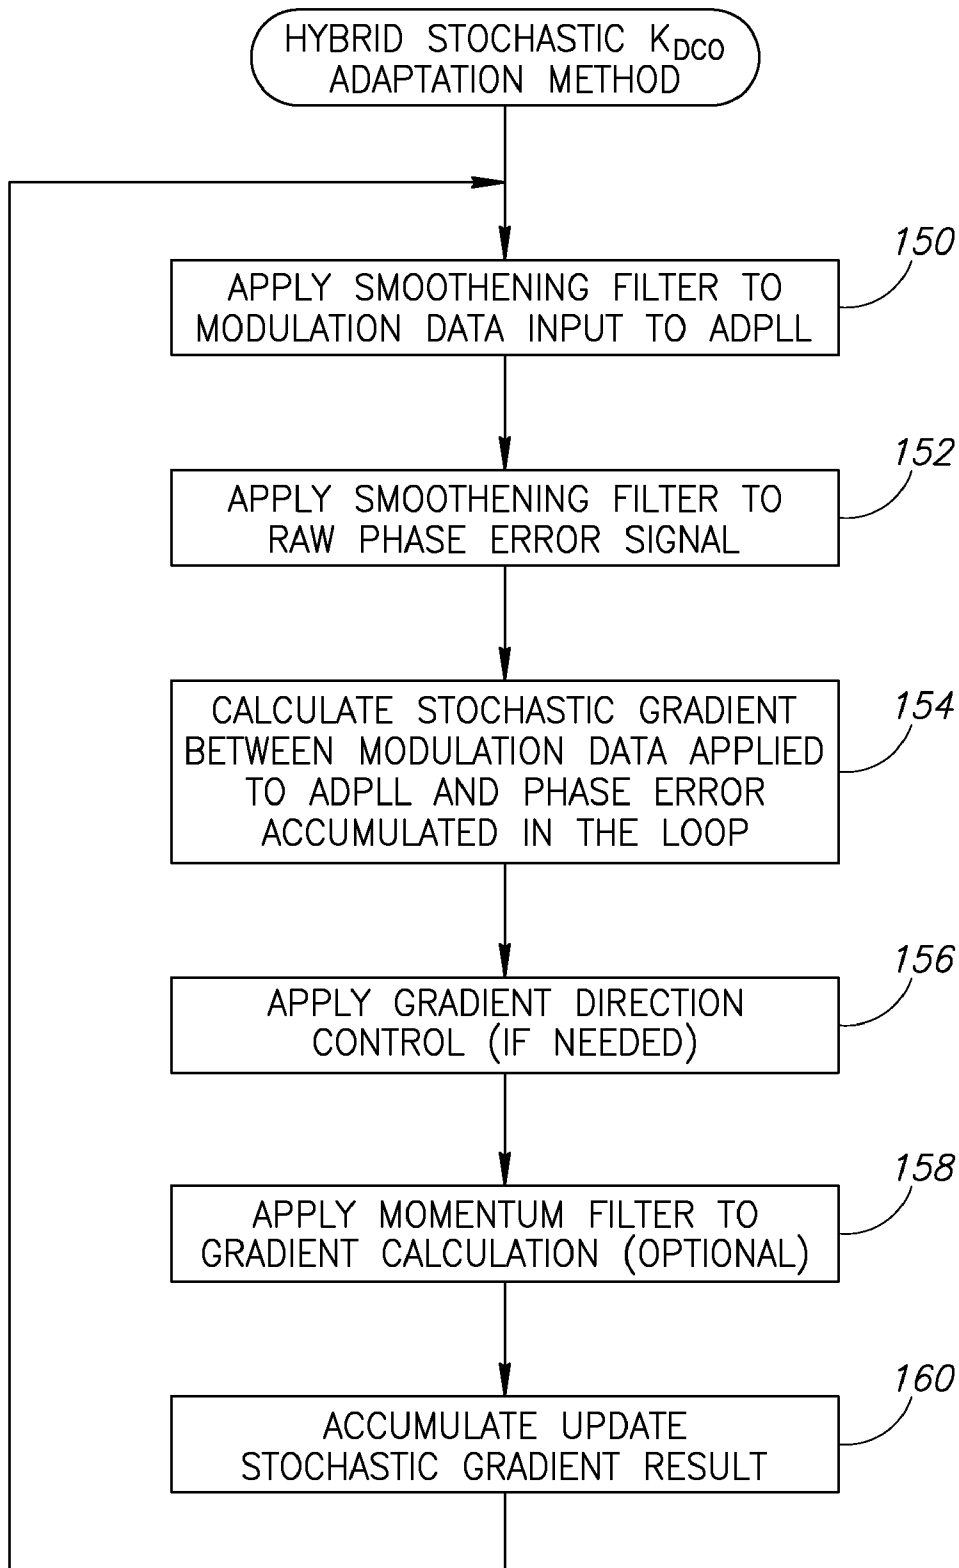 HYBRID STOCHASTIC KDCO
ADAPTATION METHOD
150
APPLY SMOOTHENING FILTER TO
MODULATION DATA INPUT TO ADPLL
152
APPLY SMOOTHENING FILTER TO
RAW PHASE ERROR SIGNAL
154
CALCULATE STOCHASTIC GRADIENT
BETWEEN MODULATION DATA APPLIED
TO ADPLL AND PHASE ERROR
ACCUMULATED IN THE LOOP
156
APPLY GRADIENT DIRECTION
CONTROL (IF NEEDED)
158
APPLY MOMENTUM FILTER TO
GRADIENT CALCULATION (OPTIONAL)
160
ACCUMULATE UPDATE
STOCHASTIC GRADIENT RESULT